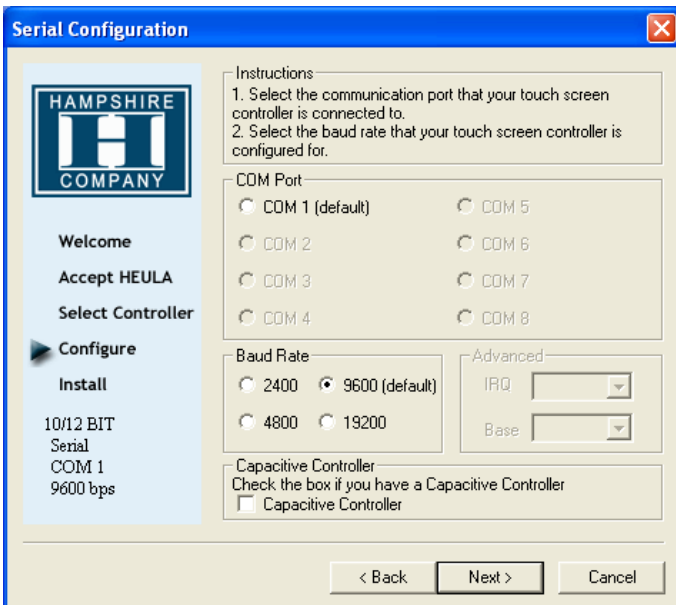 Serial Configuration
HAMPSHIRE
H
COMPANY
Welcome
Accept HEULA
Select Controller
Configure
Install
10/12 BIT
Serial
COM 1
9600 bps
Instructions
1. Select the communication port that your touch screen
controller is connected to.
2. Select the baud rate that your touch screen controller is
configured for.
COM Port
COM 1 (default)
COM 5
COM 2
COM 6
COM 3
COM 7
COM 4
COM 8
Baud Rate
2400
9600 (default)
4800
19200
Advanced
IRQ
Base
Capacitive Controller
Check the box if you have a Capacitive Controller
Capacitive Controller
< Back
Next >
Cancel